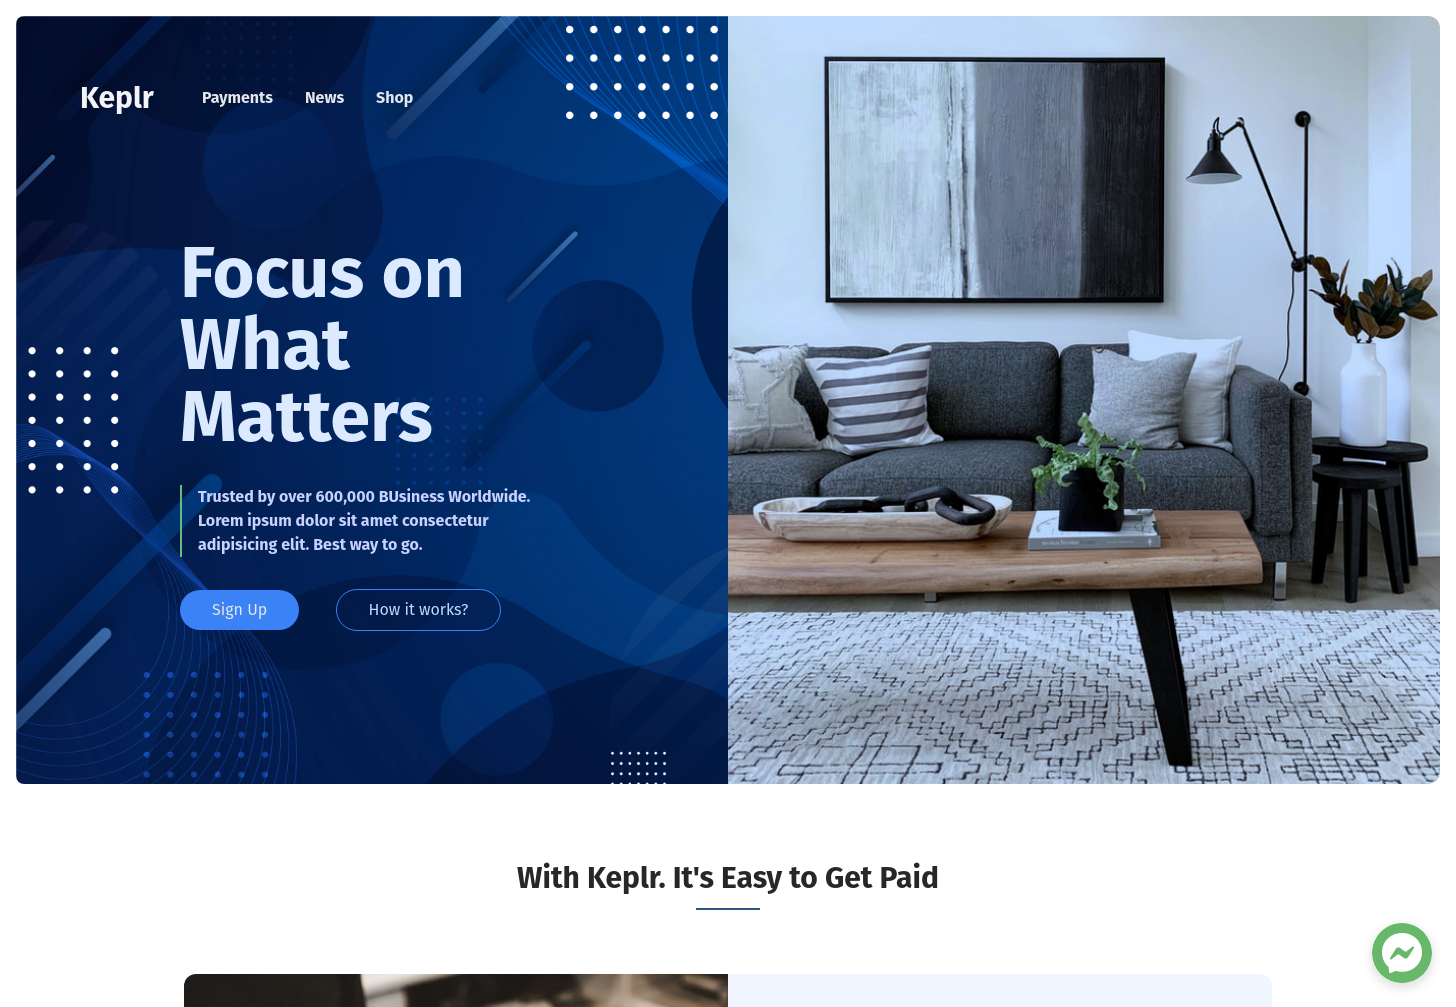 Keplr
Payments
News
Shop
Focus on
What
Matters
Trusted by over 600,000 BUsiness Worldwide.
Lorem ipsum dolor sit amet consectetur
adipisicing elit. Best way to go.
Sign Up
How it works?
With Keplr. It's Easy to Get Paid